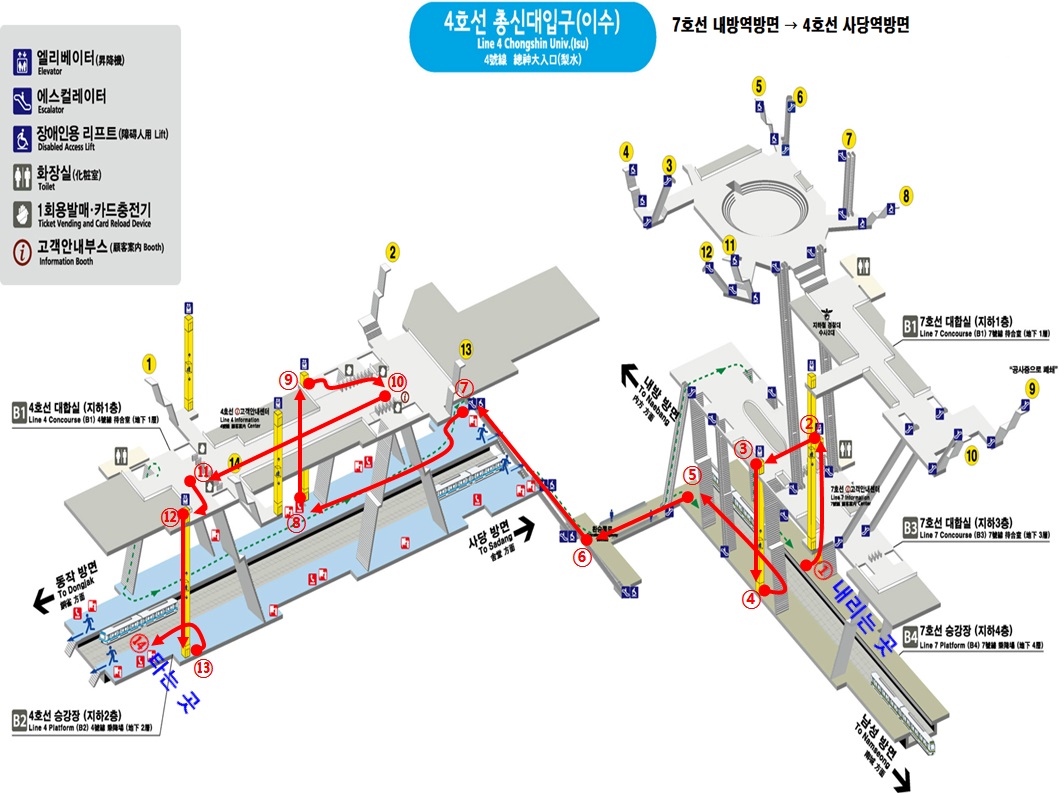 4호선 총신대입구(이수)
Line 4 Chongshin Univ.(Isu)
4號線 總神大入口(梨水)
7호선 내방역방면 → 4호선 사당역방면
엘리베이터(昇降機)
Elevator
에스컬레이터
Escalator
장애인용 리프트(障碍人用 Lift)
Disabled Access Lift
화장실(化粧室)
Toilet
1회용발매·카드충전기
Ticket Vending and Card Reload Device
고객안내부스(顧客案內 Booth)
Information Booth
5
6
4
3
7
8
12
11
2
1
13
14
9
10
"공사중으로 폐쇄"
B1 7호선 대합실 (지하1층)
Line 7 Concourse (B1) 7號線 待合室 (地下 1層)
B1 4호선 대합실 (지하1층)
Line 4 Concourse (B1) 4號線 待合室 (地下 1層)
B3 7호선 대합실 (지하3층)
Line 7 Concourse (B3) 7號線 待合室 (地下 3層)
B4 7호선 승강장 (지하4층)
Line 7 Platform (B4) 7號線 乘降場 (地下 4層)
B2 4호선 승강장 (지하2층)
Line 4 Platform (B2) 4號線 乘降場 (地下 2層)
지하철 경찰대
수사2대
4호선 고객안내센터
Line 4 Information
Center
7호선 고객안내센터
Line 7 Information
Center
내방 방면
To Naebang
內方 方面
사당 방면
To Sadang
舍堂 方面
동작 방면
To Dongjak
銅雀 方面
남성 방면
To Namseong
南城 方面
환승통로
①
내리는 곳
②
③
④
⑤
⑥
⑦
⑧
⑨
⑩
⑪
⑫
⑬
⑭
타는 곳